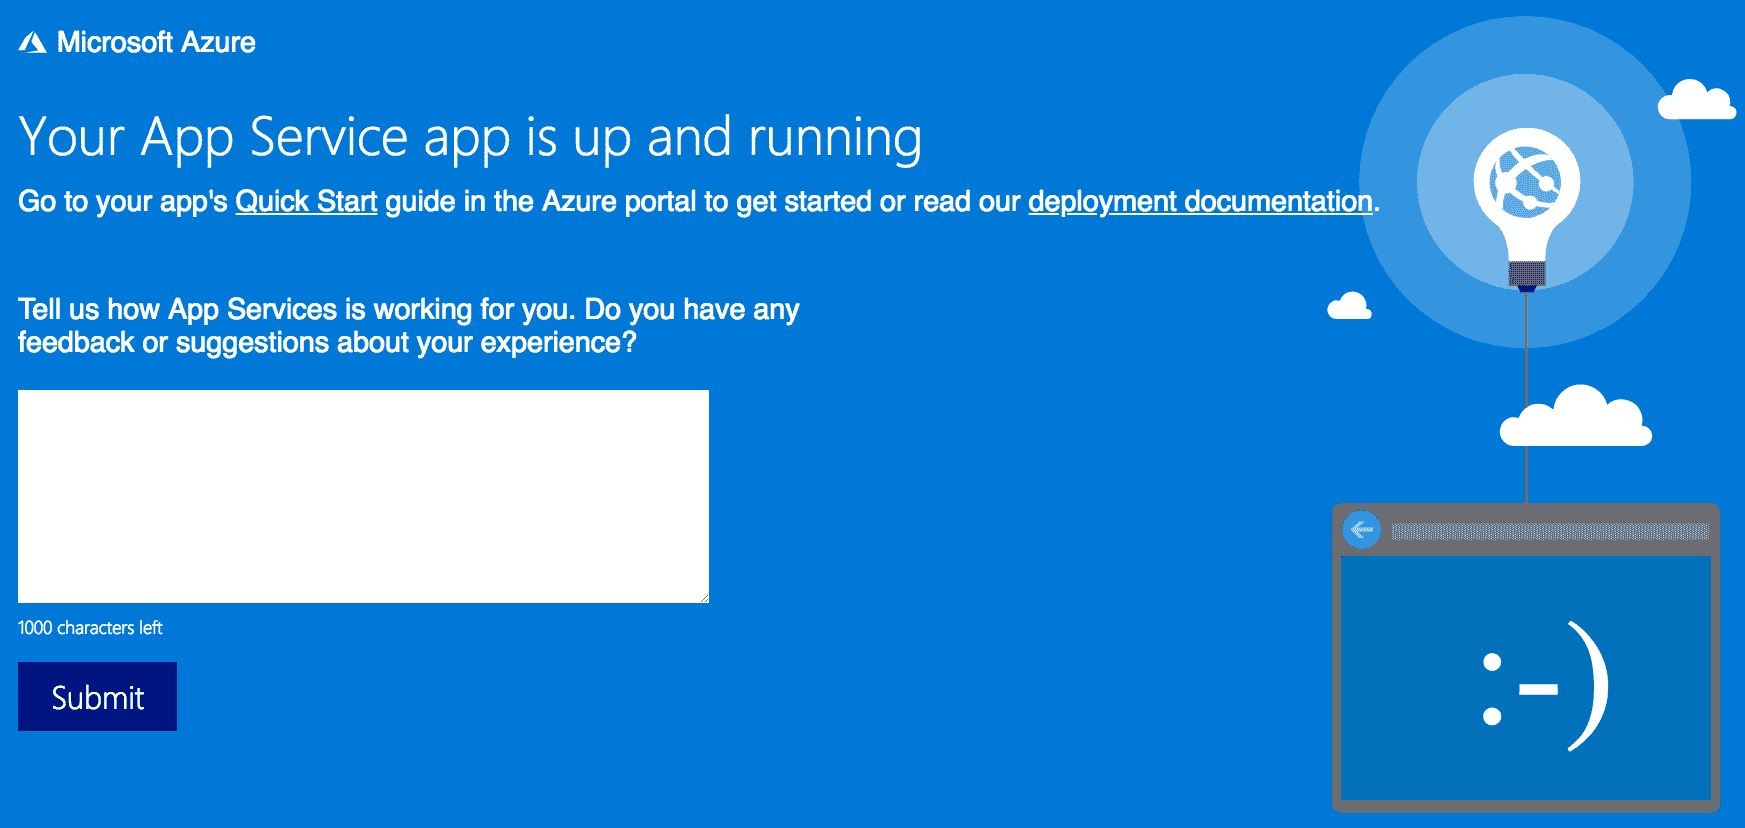 Microsoft Azure
Your App Service app is up and running
Go to your app's Quick Start guide in the Azure portal to get started or read our deployment documentation.
Tell us how App Services is working for you. Do you have any
feedback or suggestions about your experience?
1000 characters left
Submit
:-)